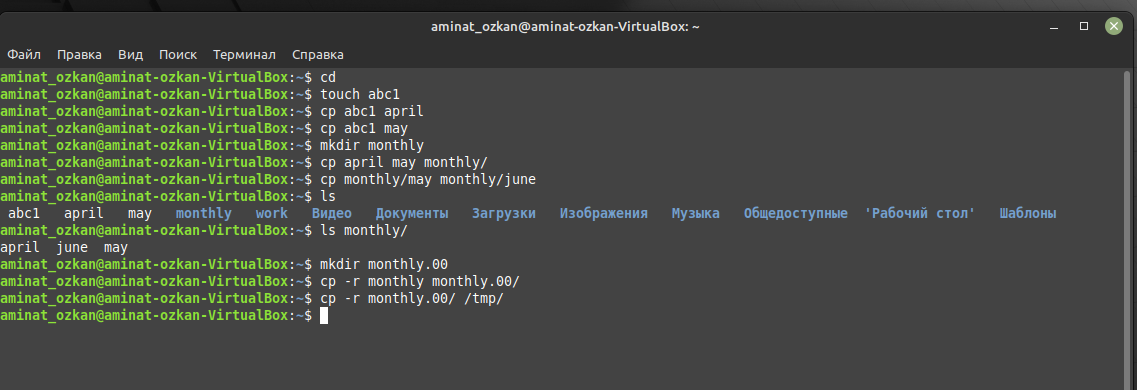 aminat_ozkan@aminat-ozkan-VirtualBox: ~
Файл Правка Вид Поиск Терминал Справка
aminat_ozkan@aminat-ozkan-VirtualBox:~$ cd
aminat_ozkan@aminat-ozkan-VirtualBox:~$ touch abc1
aminat_ozkan@aminat-ozkan-VirtualBox:~$ cp abc1 april
aminat_ozkan@aminat-ozkan-VirtualBox:~$ cp abc1 may
aminat_ozkan@aminat-ozkan-VirtualBox:~$ mkdir monthly
aminat_ozkan@aminat-ozkan-VirtualBox:~$ cp april may monthly/
aminat_ozkan@aminat-ozkan-VirtualBox:~$ cp monthly/may monthly/june
aminat_ozkan@aminat-ozkan-VirtualBox:~$ ls
abc1 april may monthly work Видео Документы Загрузки Изображения Музыка Общедоступные 'Рабочий стол' Шаблоны
aminat_ozkan@aminat-ozkan-VirtualBox:~$ ls monthly/
april june may
aminat_ozkan@aminat-ozkan-VirtualBox:~$ mkdir monthly.00
aminat_ozkan@aminat-ozkan-VirtualBox:~$ cp -r monthly monthly.00/
aminat_ozkan@aminat-ozkan-VirtualBox:~$ cp -r monthly.00/ /tmp/
aminat_ozkan@aminat-ozkan-VirtualBox:~$